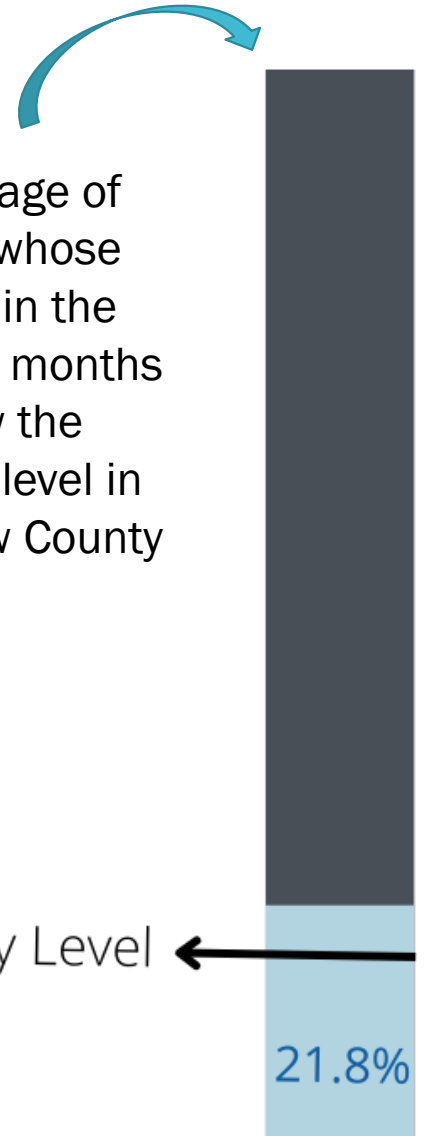 age of
whose
in the
months
the
level in
County
Level
21.8%